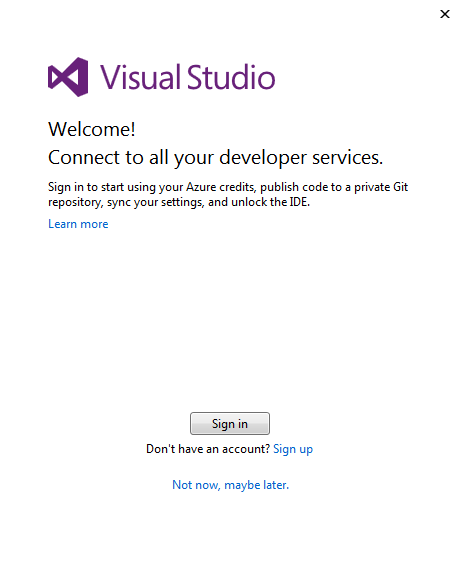 Visual Studio
Welcome!
Connect to all your developer services.
Sign in to start using your Azure credits, publish code to a private Git
repository, sync your settings, and unlock the IDE.
Learn more
Sign in
Don't have an account? Sign up
Not now, maybe later.